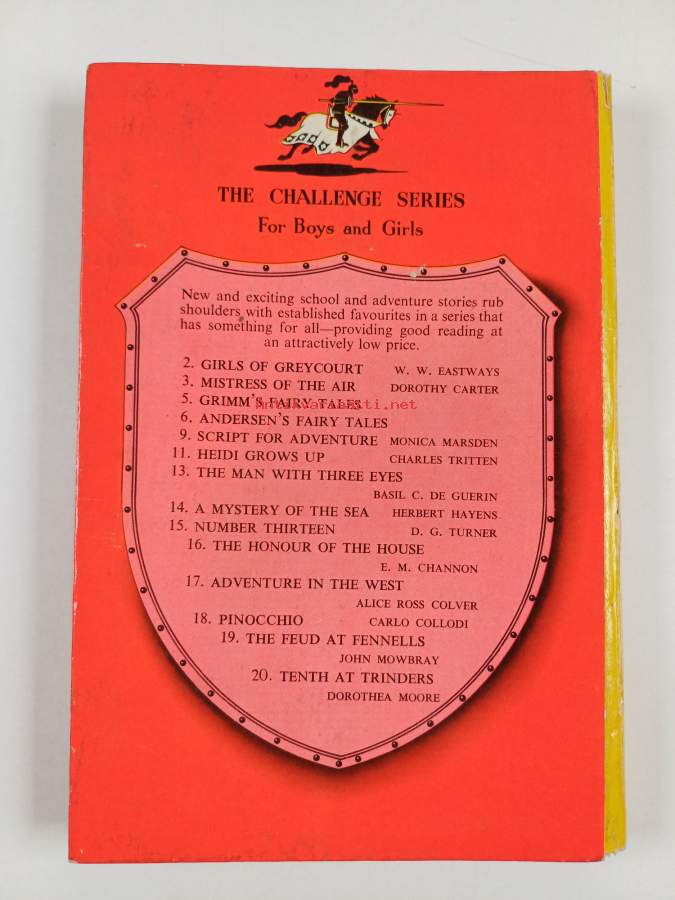 THE CHALLENGE SERIES
For Boys and Girls
New and exciting school and adventure stories rub
shoulders with established favourites in a series that
has something for all—providing good reading at
an attractively low price.
2. GIRLS OF GREYCOURT W. W. EASTWAYS
3. MISTRESS OF THE AIR DOROTHY CARTER
5. GRIMM'S FAIRY TALES
6. ANDERSEN'S FAIRY TALES
9. SCRIPT FOR ADVENTURE MONICA MARSDEN
11. HEIDI GROWS UP CHARLES TRITTEN
13. THE MAN WITH THREE EYES
BASIL C. DE GUERIN
14. A MYSTERY OF THE SEA HERBERT HAYENS
15. NUMBER THIRTEEN D. G. TURNER
16. THE HONOUR OF THE HOUSE
E. M. CHANNON
17. ADVENTURE IN THE WEST
ALICE ROSS COLVER
18. PINOCCHIO CARLO COLLODI
19. THE FEUD AT FENNELLS
JOHN MOWBRAY
20. TENTH AT TRINDERS
DOROTHEA MOORE